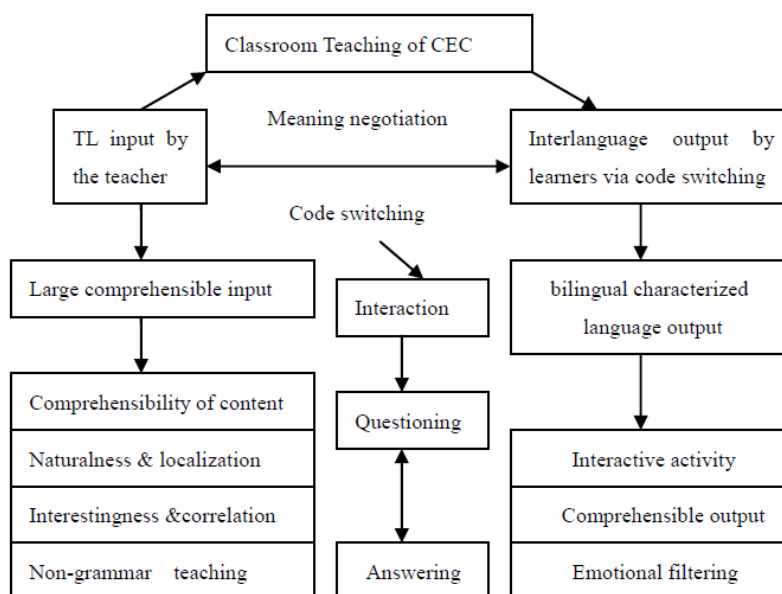 Classroom Teaching of CEC
TL input by
the teacher
Meaning negotiation
Interlanguage output by
learners via code switching
Code switching
Large comprehensible input
Interaction
bilingual characterized
language output
Comprehensibility of content
Naturalness & localization
Interestingness &correlation
Non-grammar teaching
Questioning
Answering
Interactive activity
Comprehensible output
Emotional filtering